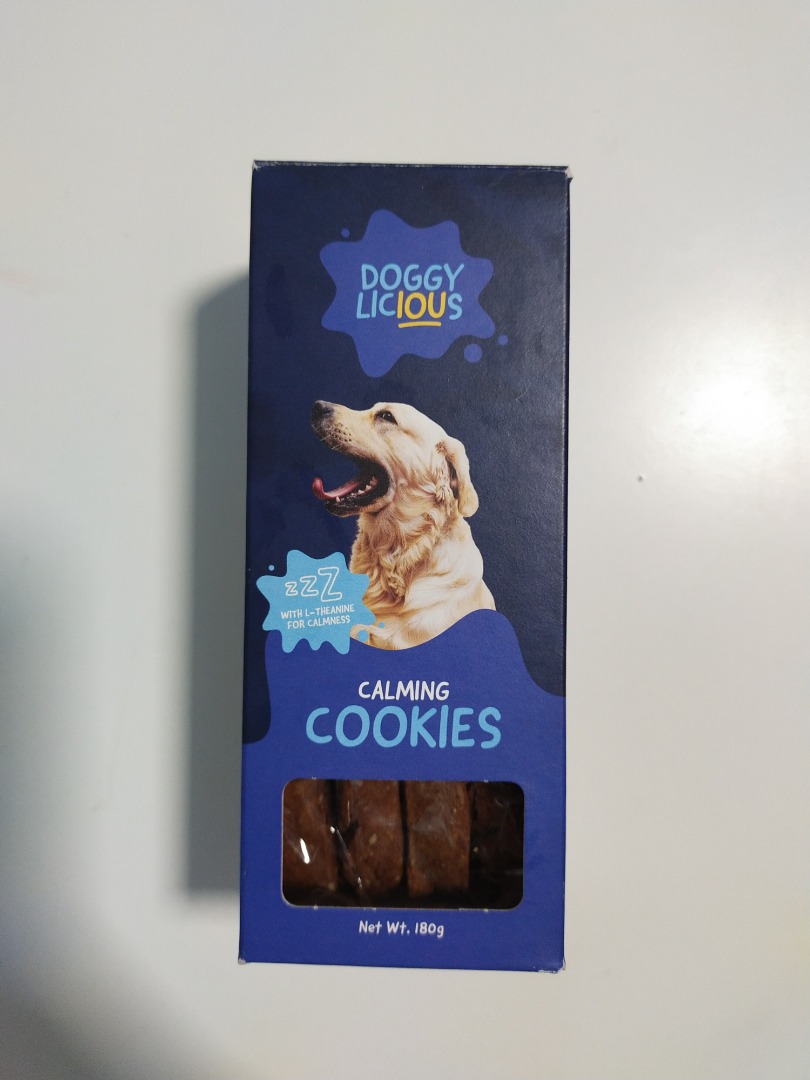 DOGGY
LICIOUS
zzZ
WITH L-THEANINE
FOR CALMNESS
CALMING
COOKIES
Net Wt. 180g